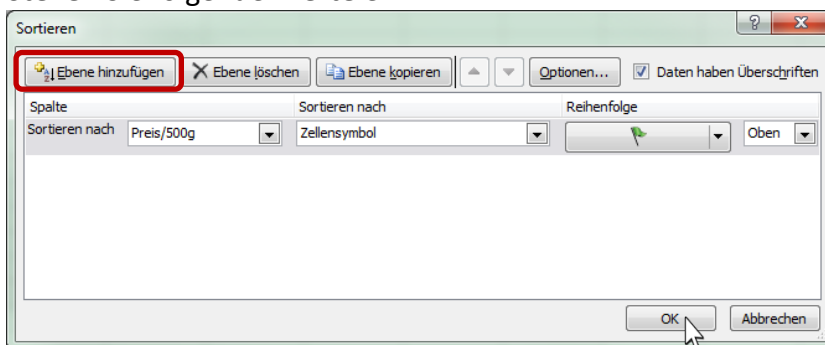 Sortieren
Ebene hinzufügen Ebene löschen Ebene kopieren Optionen... Daten haben Überschriften
Spalte Sortieren nach Reihenfolge
Sortieren nach Preis/500g Zellensymbol Oben
OK Abbrechen